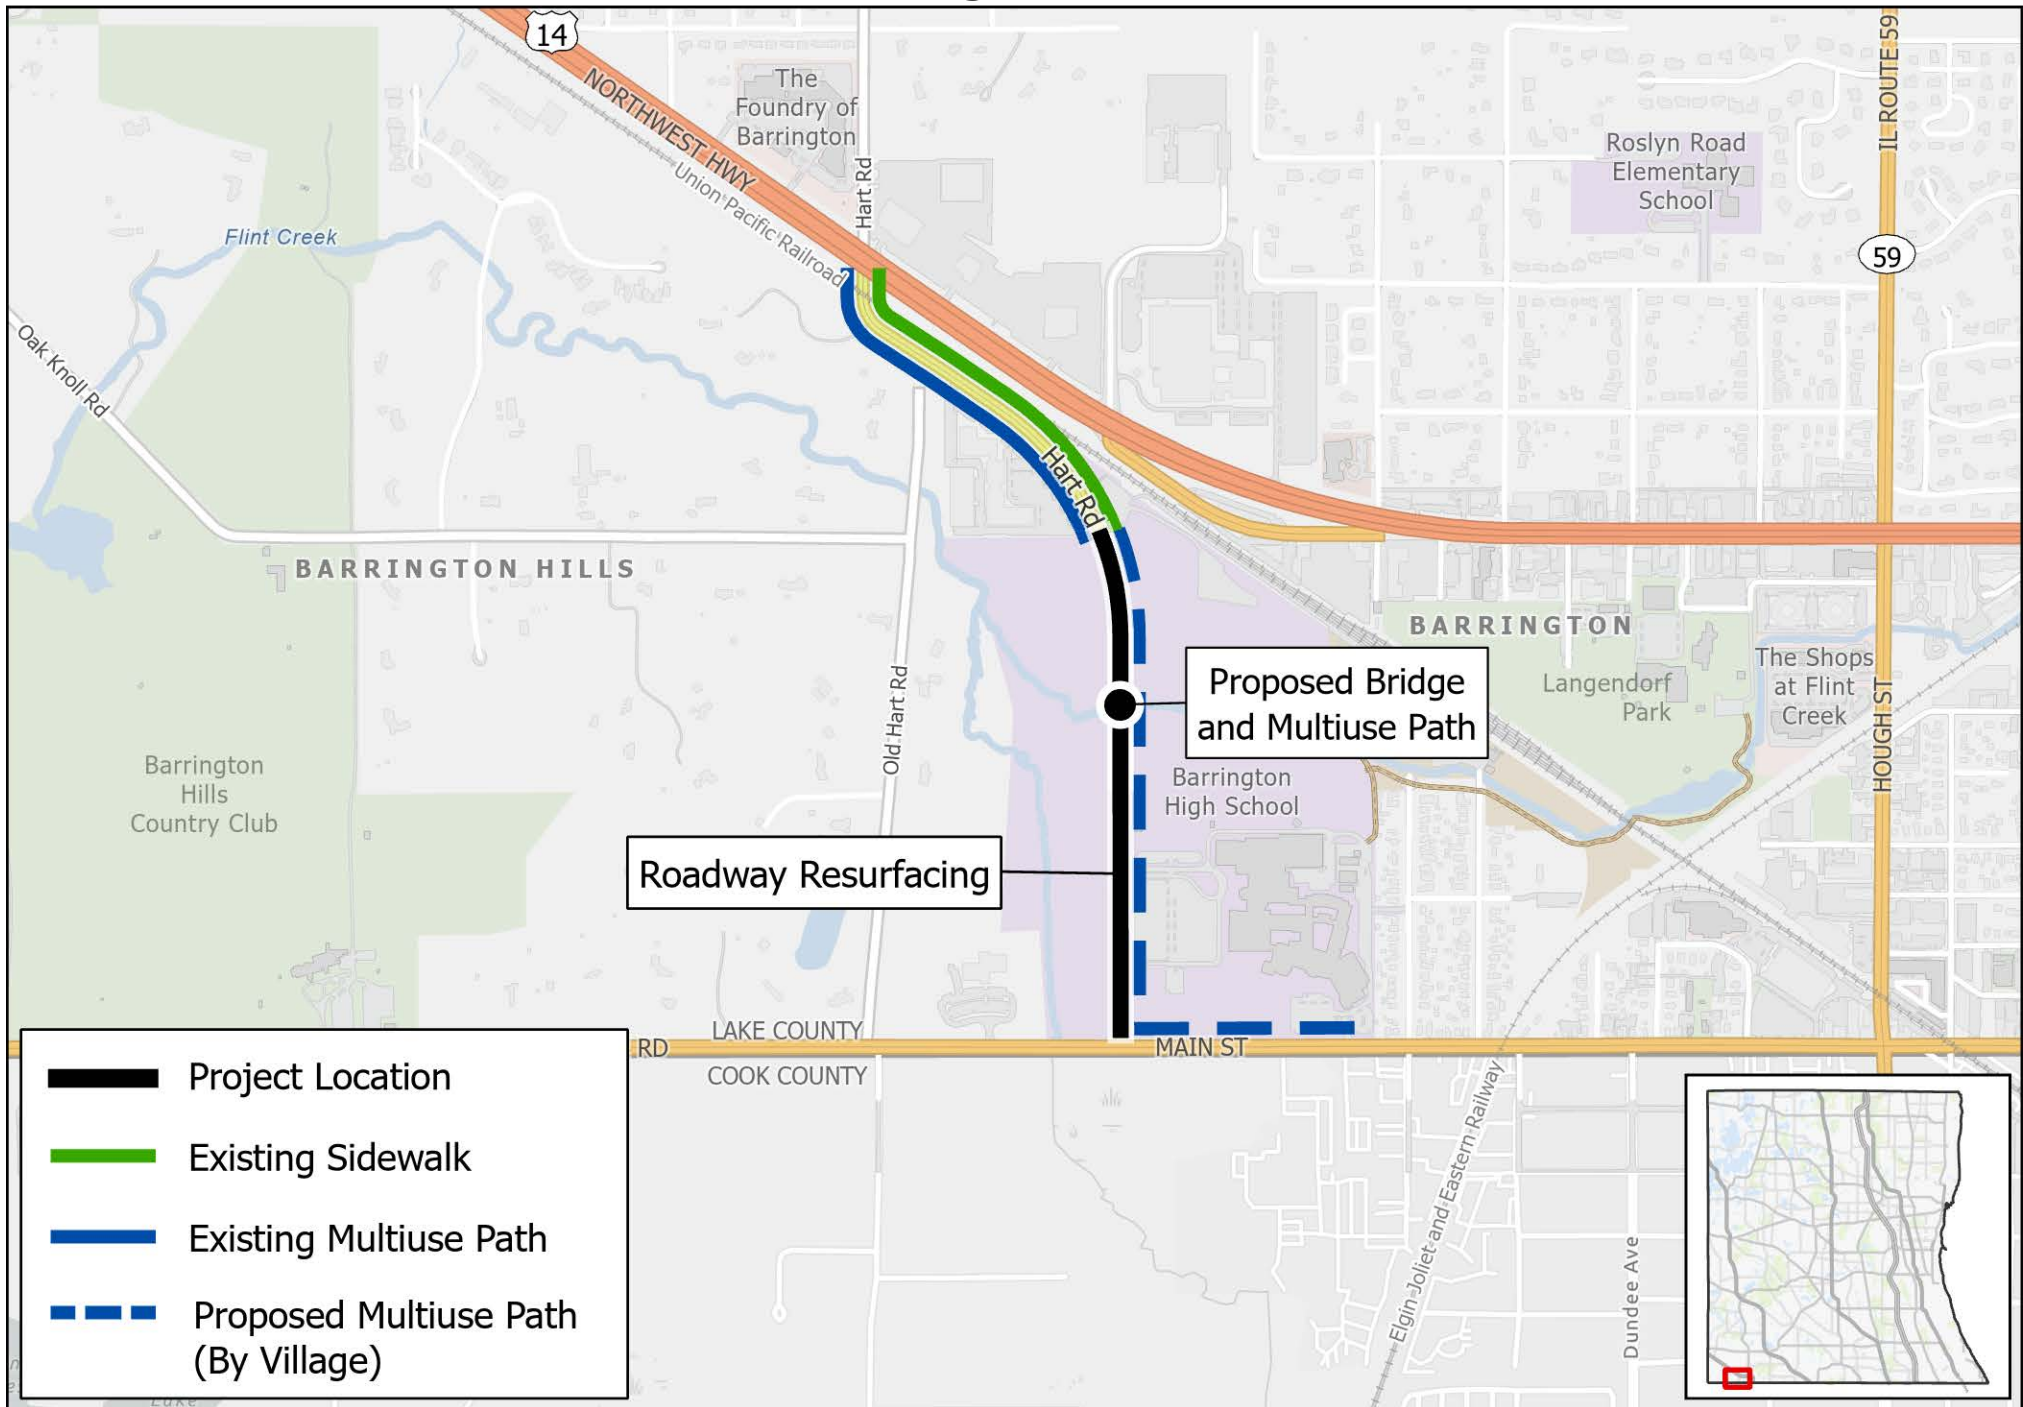 14
NORTHWEST HWY
Union Pacific Railroad
The
Foundry of
Barrington
Hart Rd
IL ROUTE 59
Roslyn Road
Elementary
School
59
Flint Creek
Oak Knoll Rd
Hart Rd
BARRINGTON HILLS
BARRINGTON
Old Hart Rd
Proposed Bridge
and Multiuse Path
Langendorf
Park
The Shops
at Flint
Creek
HOUGH ST
Barrington
Hills
Country Club
Barrington
High School
Roadway Resurfacing
LAKE COUNTY
RD
MAIN ST
COOK COUNTY
Elgin Joliet and Eastern Railway
Dundee Ave
Project Location
Existing Sidewalk
Existing Multiuse Path
Proposed Multiuse Path
(By Village)